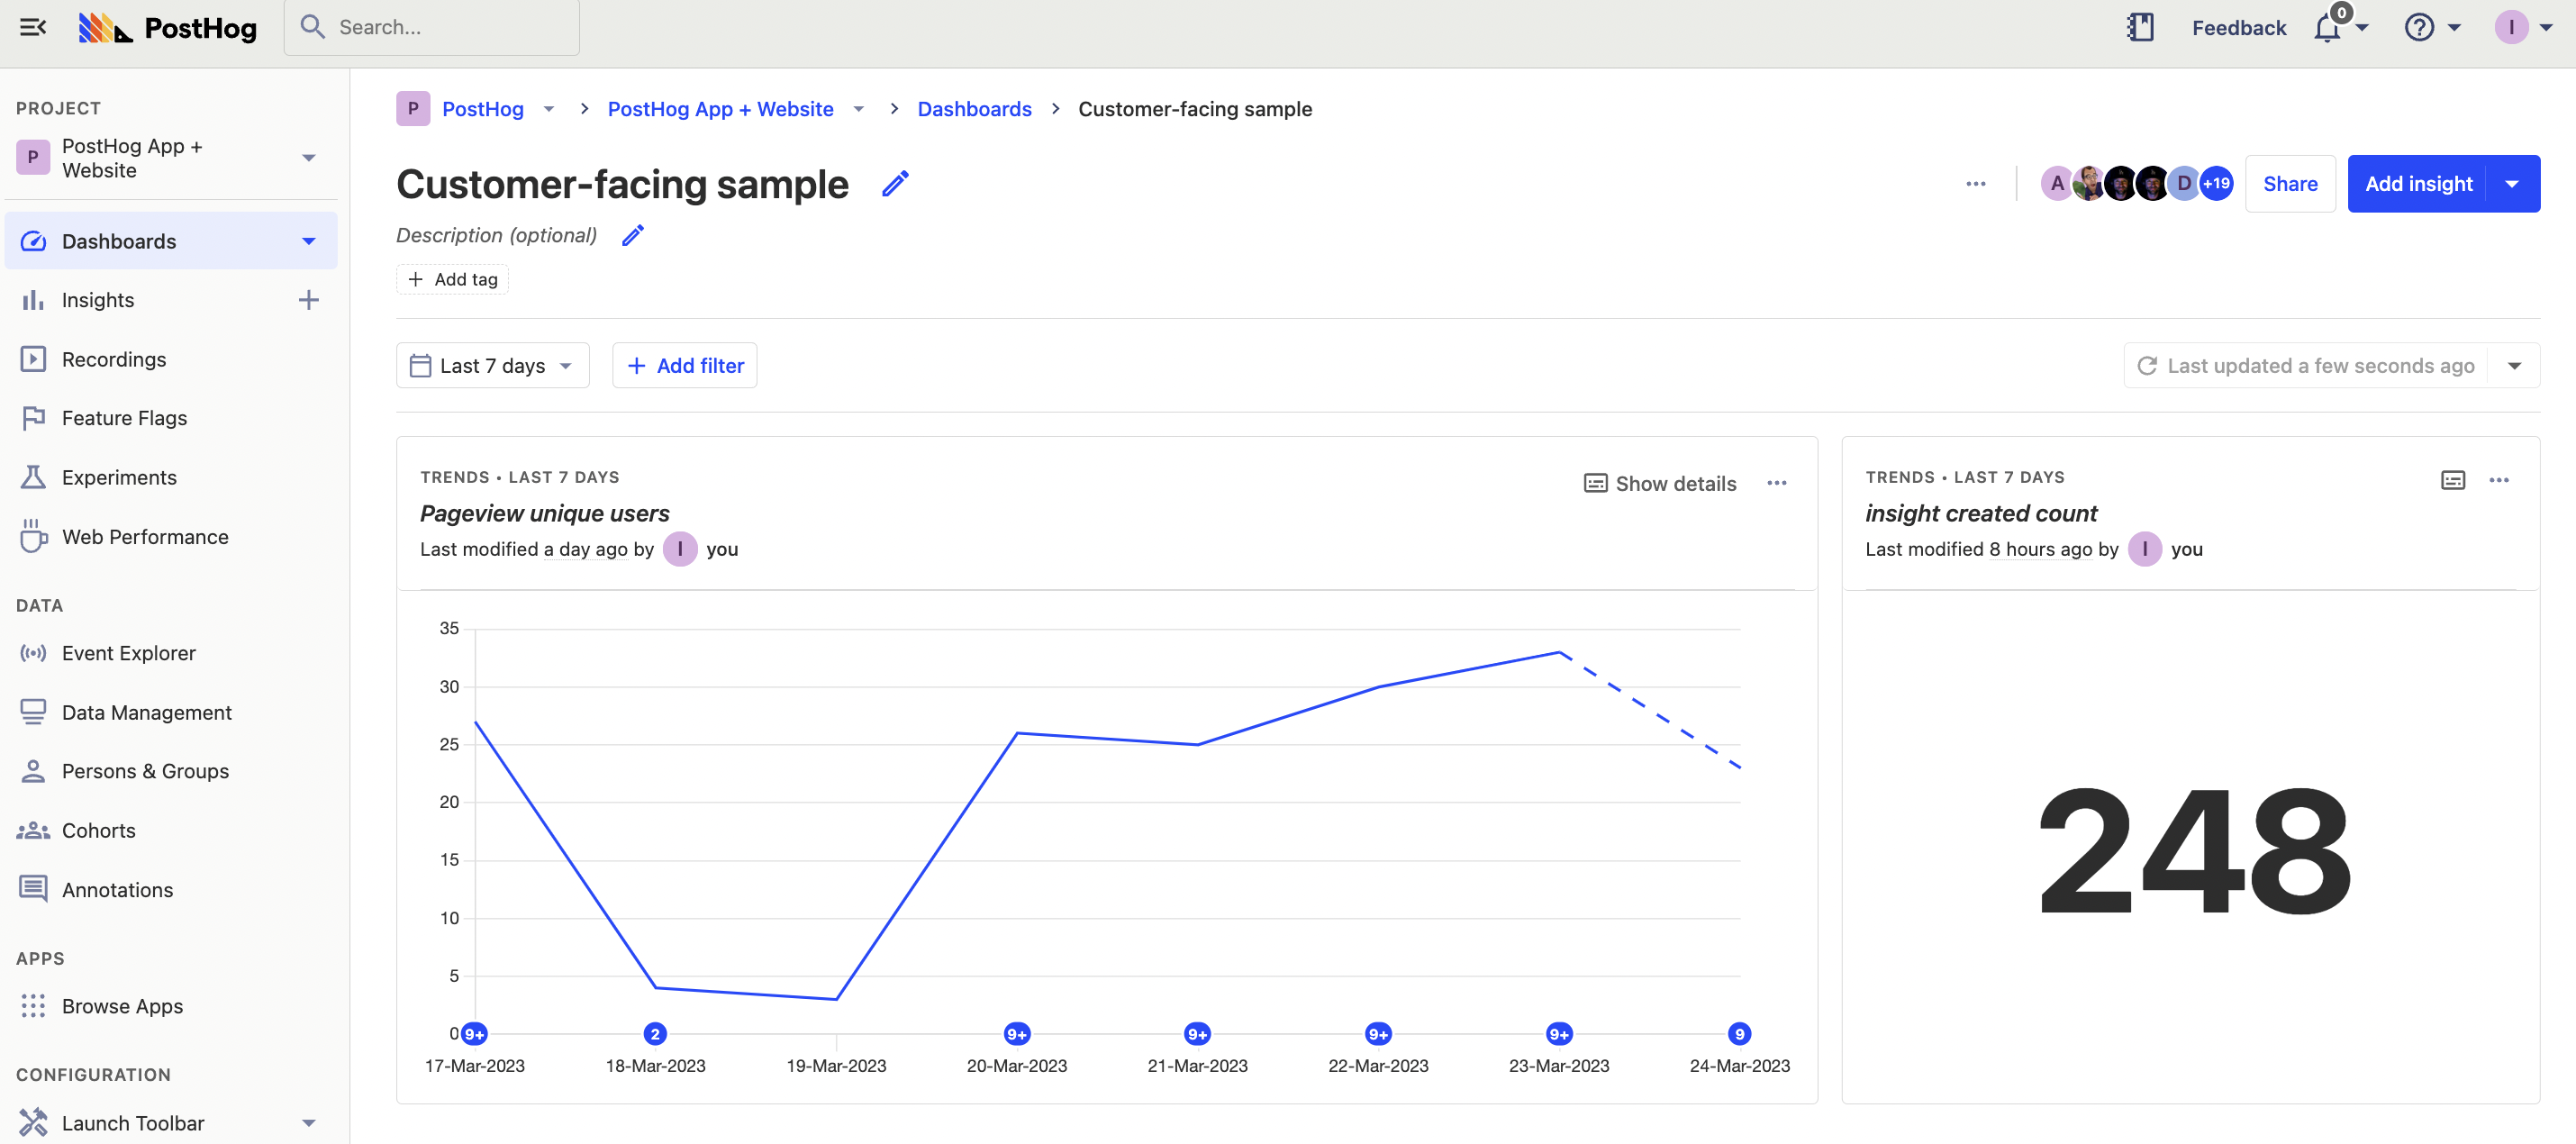 PostHog
Search...
Feedback
0
I
PROJECT
P
PostHog App +
Website
Dashboards
Insights
Recordings
Feature Flags
Experiments
Web Performance
DATA
Event Explorer
Data Management
Persons & Groups
Cohorts
Annotations
APPS
Browse Apps
CONFIGURATION
Launch Toolbar
P PostHog > PostHog App + Website > Dashboards > Customer-facing sample
Customer-facing sample
A D +19 Share Add insight
Description (optional)
+ Add tag
Last 7 days
+ Add filter
Last updated a few seconds ago
TRENDS • LAST 7 DAYS
Show details
Pageview unique users
Last modified a day ago by I you
35
30
25
20
15
10
5
0
9+ 2 9+ 9+ 9+ 9+ 9
17-Mar-2023 18-Mar-2023 19-Mar-2023 20-Mar-2023 21-Mar-2023 22-Mar-2023 23-Mar-2023 24-Mar-2023
TRENDS • LAST 7 DAYS
insight created count
Last modified 8 hours ago by I you
248